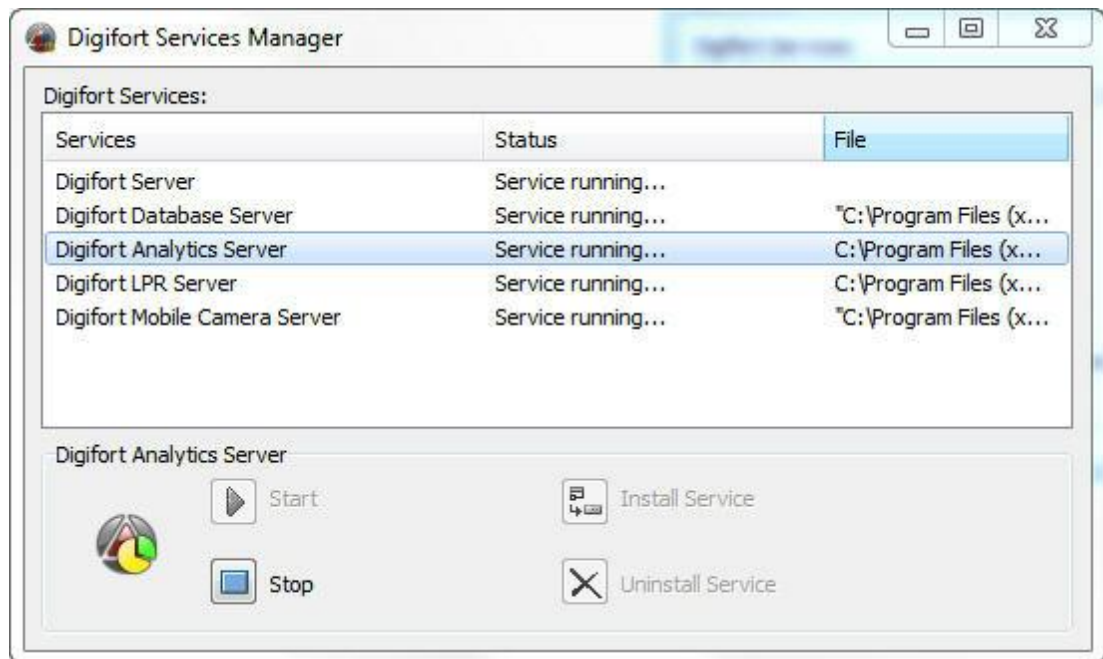 Digifort Services Manager
Digifort Services:
Services Status File
Digifort Server Service running...
Digifort Database Server Service running... "C:\Program Files (x...
Digifort Analytics Server Service running... C:\Program Files (x...
Digifort LPR Server Service running... C:\Program Files (x...
Digifort Mobile Camera Server Service running... "C:\Program Files (x...
Digifort Analytics Server
Start Install Service
Stop Uninstall Service